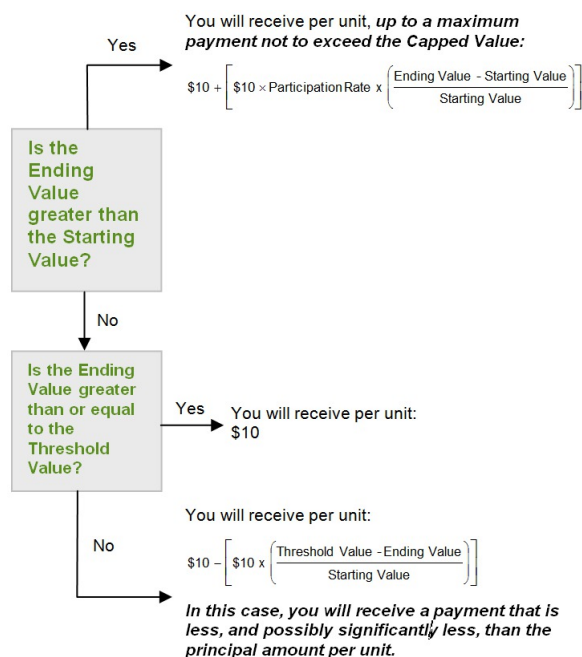 You will receive per unit, up to a maximum
payment not to exceed the Capped Value:
Yes
$10 + [ $10 × Participation Rate x ( Ending Value - Starting Value / Starting Value ) ]
Is the
Ending
Value
greater than
the Starting
Value?
No
Is the Ending
Value greater
than or equal
to the
Threshold
Value?
Yes
You will receive per unit:
$10
You will receive per unit:
No
$10 – [ $10 x ( Threshold Value - Ending Value / Starting Value ) ]
In this case, you will receive a payment that is
less, and possibly significantly less, than the
principal amount per unit.